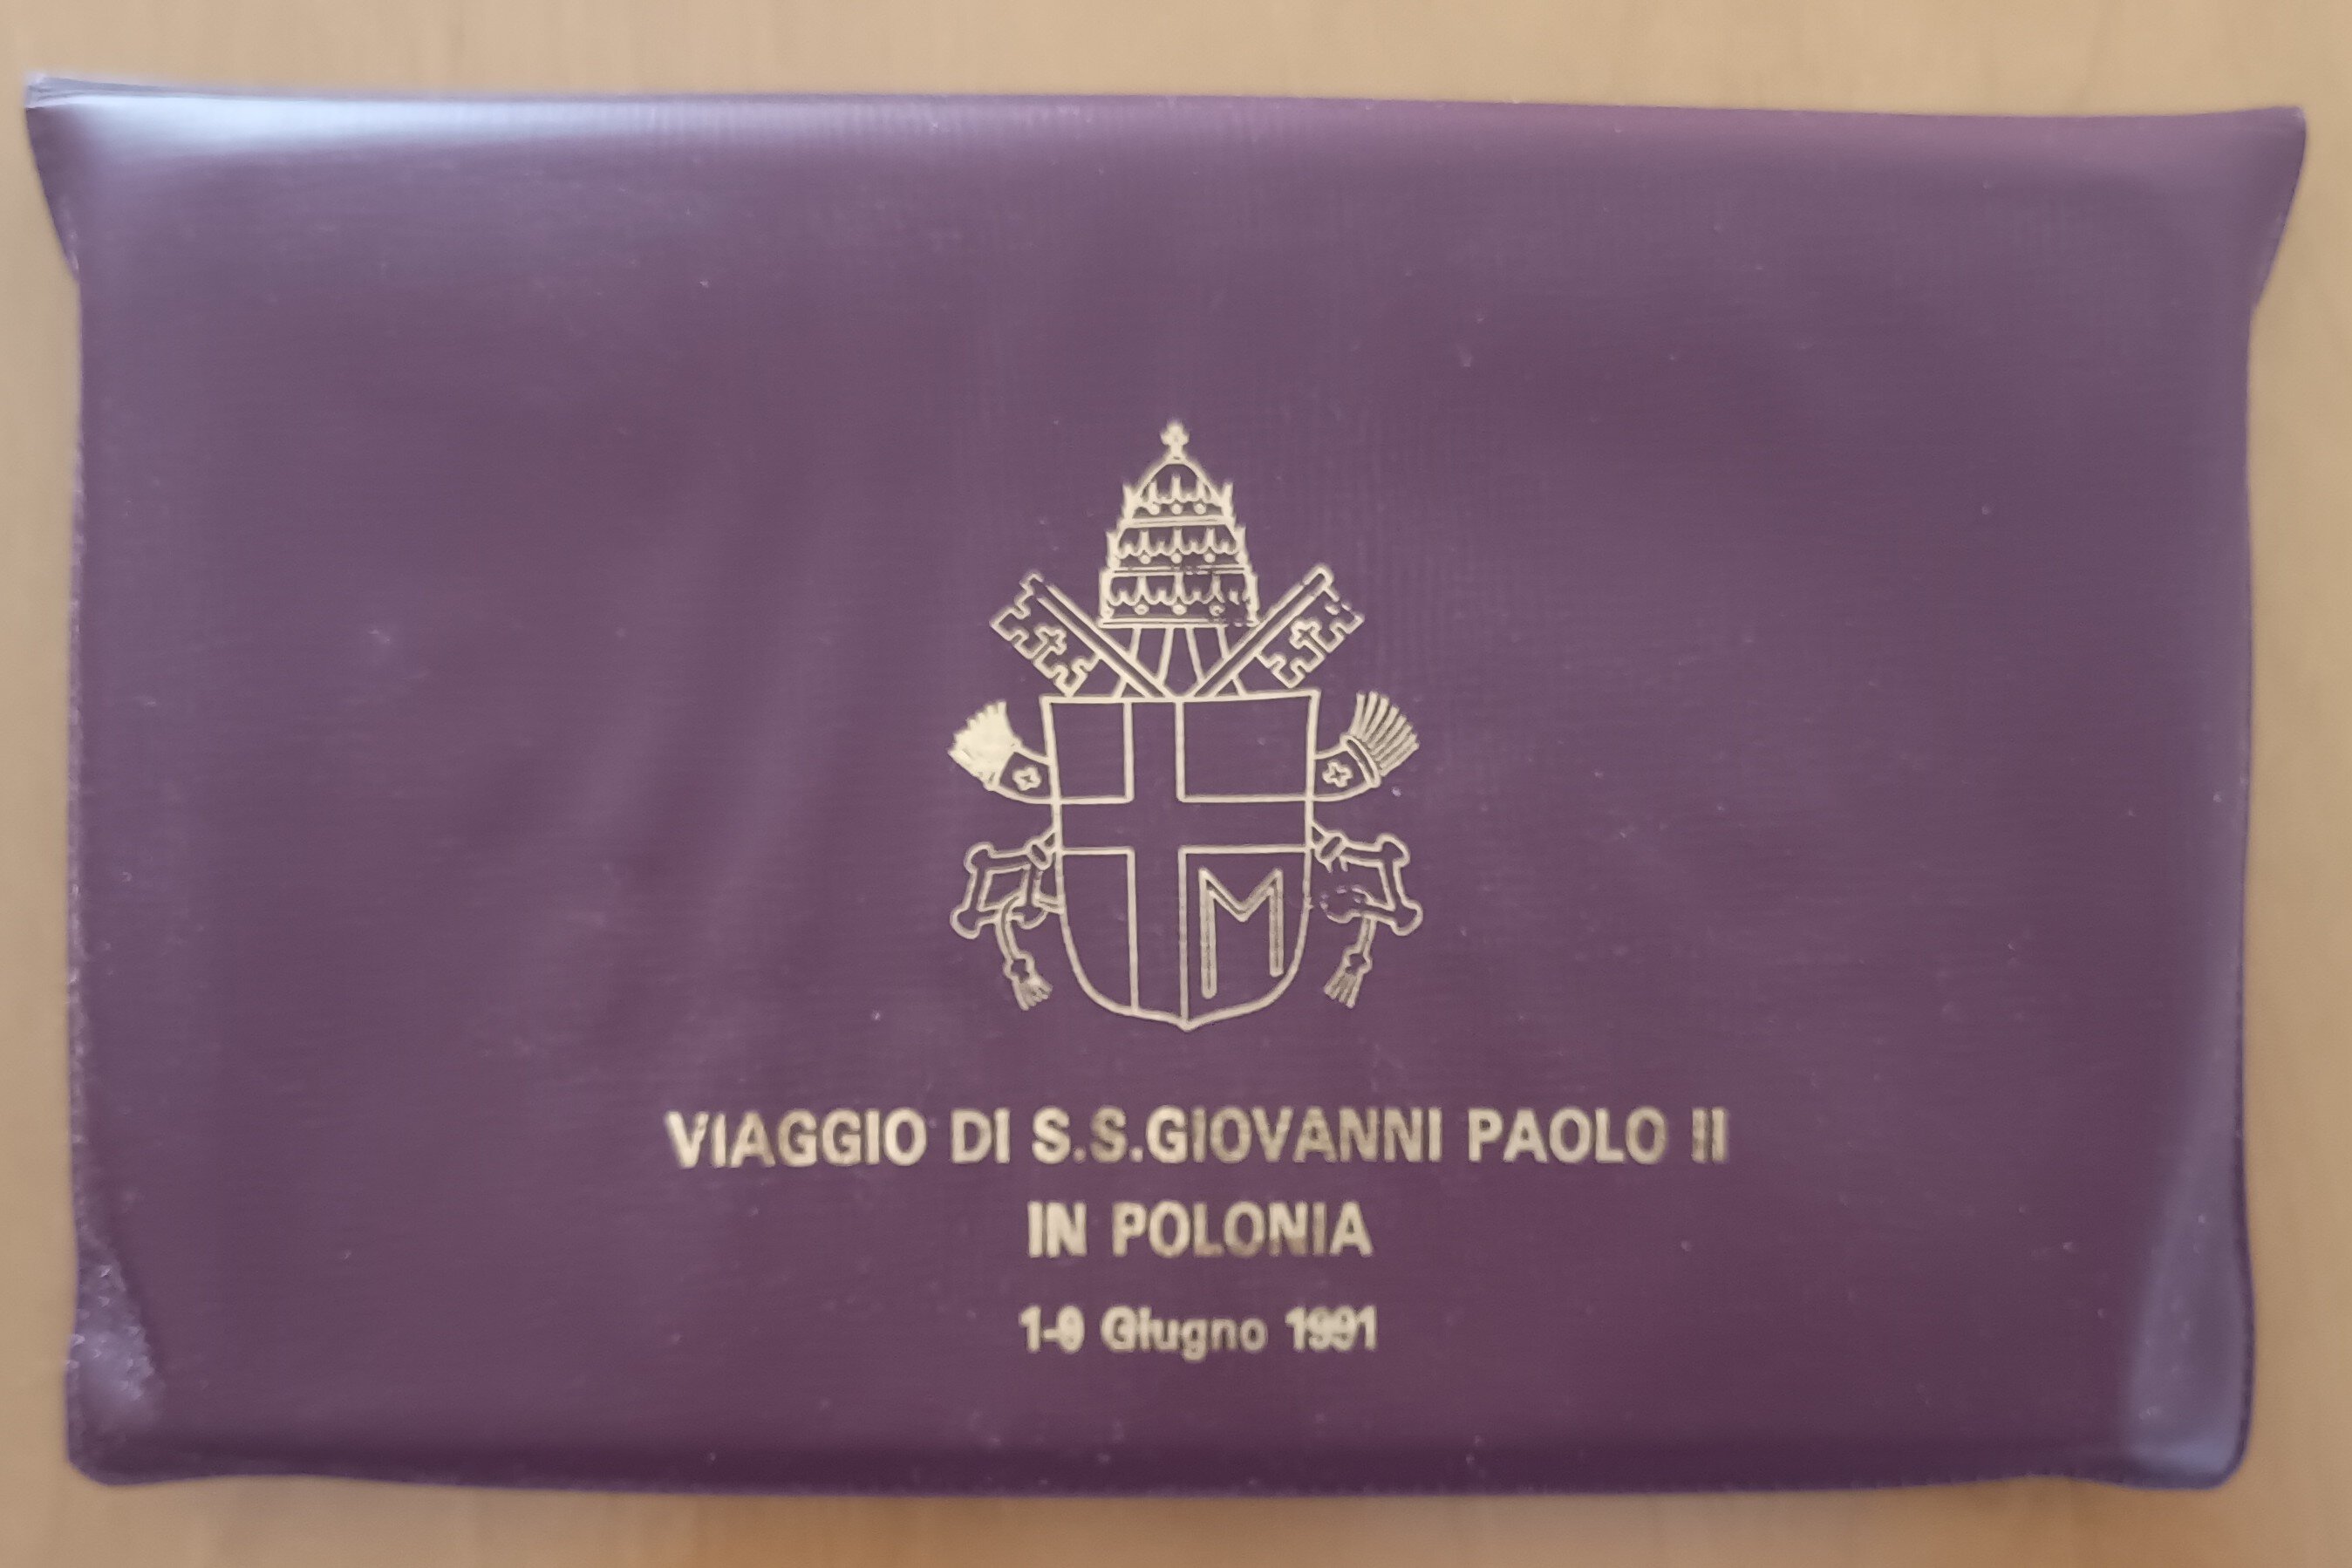 M
VIAGGIO DI S.S.GIOVANNI PAOLO II
IN POLONIA
1-9 Giugno 1991